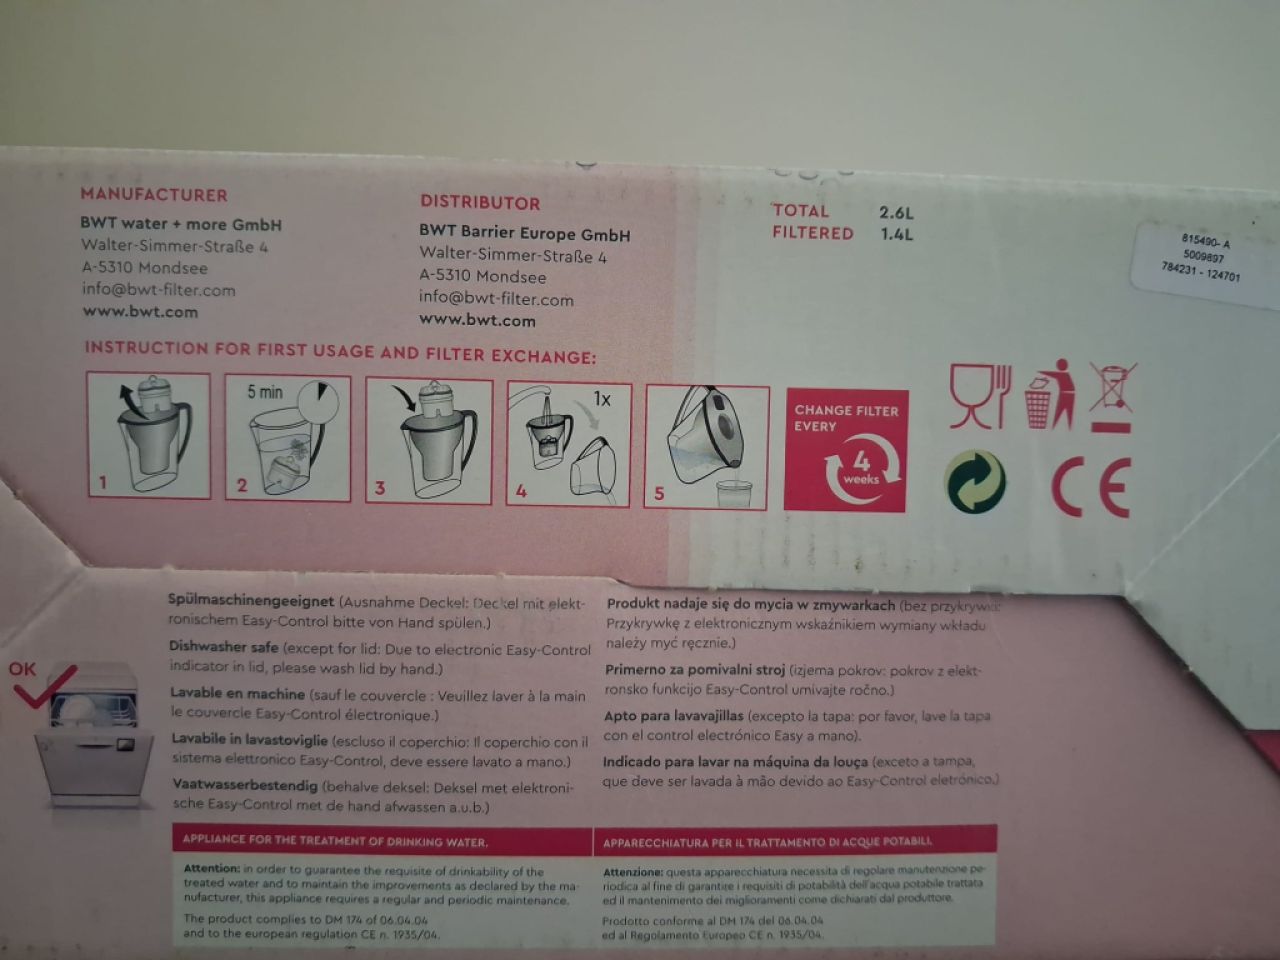 MANUFACTURER
BWT water + more GmbH
Walter-Simmer-Straße 4
A-5310 Mondsee
info@bwt-filter.com
www.bwt.com
DISTRIBUTOR
BWT Barrier Europe GmbH
Walter-Simmer-Straße 4
A-5310 Mondsee
info@bwt-filter.com
www.bwt.com
TOTAL 2.6L
FILTERED 1.4L
815490- A
5009897
784231 - 124701
INSTRUCTION FOR FIRST USAGE AND FILTER EXCHANGE:
1
5 min
2
3
1x
4
5
CHANGE FILTER
EVERY
4
weeks
CE
OK
Spülmaschinengeeignet (Ausnahme Deckel: Deckel mit elekt-
ronischem Easy-Control bitte von Hand spülen.)
Dishwasher safe (except for lid: Due to electronic Easy-Control
indicator in lid, please wash lid by hand.)
Lavable en machine (sauf le couvercle : Veuillez laver à la main
le couvercle Easy-Control électronique.)
Lavabile in lavastoviglie (escluso il coperchio: Il coperchio con il
sistema elettronico Easy-Control, deve essere lavato a mano.)
Vaatwasserbestendig (behalve deksel: Deksel met elektroni-
sche Easy-Control met de hand afwassen a.u.b.)
Produkt nadaje się do mycia w zmywarkach (bez przykrywki:
Przykrywkę z elektronicznym wskaźnikiem wymiany wkładu
należy myć ręcznie.)
Primerno za pomivalni stroj (izjema pokrov: pokrov z elekt-
ronsko funkcijo Easy-Control umivajte ročno.)
Apto para lavavajillas (excepto la tapa: por favor, lave la tapa
con el control electrónico Easy a mano).
Indicado para lavar na máquina da louça (exceto a tampa,
que deve ser lavada à mão devido ao Easy-Control eletrónico.)
APPLIANCE FOR THE TREATMENT OF DRINKING WATER.
Attention: in order to guarantee the requisite of drinkability of the
treated water and to maintain the improvements as declared by the ma-
nufacturer, this appliance requires a regular and periodic maintenance.
The product complies to DM 174 of 06.04.04
and to the european regulation CE n. 1935/04.
APPARECCHIATURA PER IL TRATTAMENTO DI ACQUE POTABILI.
Attenzione: questa apparecchiatura necessita di regolare manutenzione pe-
riodica al fine di garantire i requisiti di potabilità dell'acqua potabile trattata
ed il mantenimento dei miglioramenti come dichiarati dal produttore.
Prodotto conforme al DM 174 del 06.04.04
ed al Regolamento Europeo CE n. 1935/04.